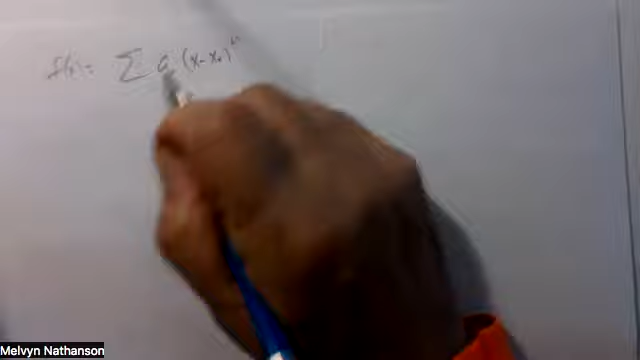 f(x) = Σ c (x-x₀)ⁿ
Melvyn Nathanson